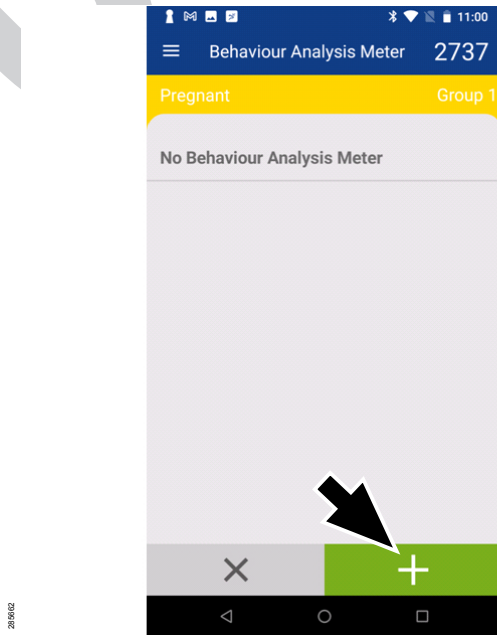 11:00
Behaviour Analysis Meter 2737
Pregnant Group 1
No Behaviour Analysis Meter
285662